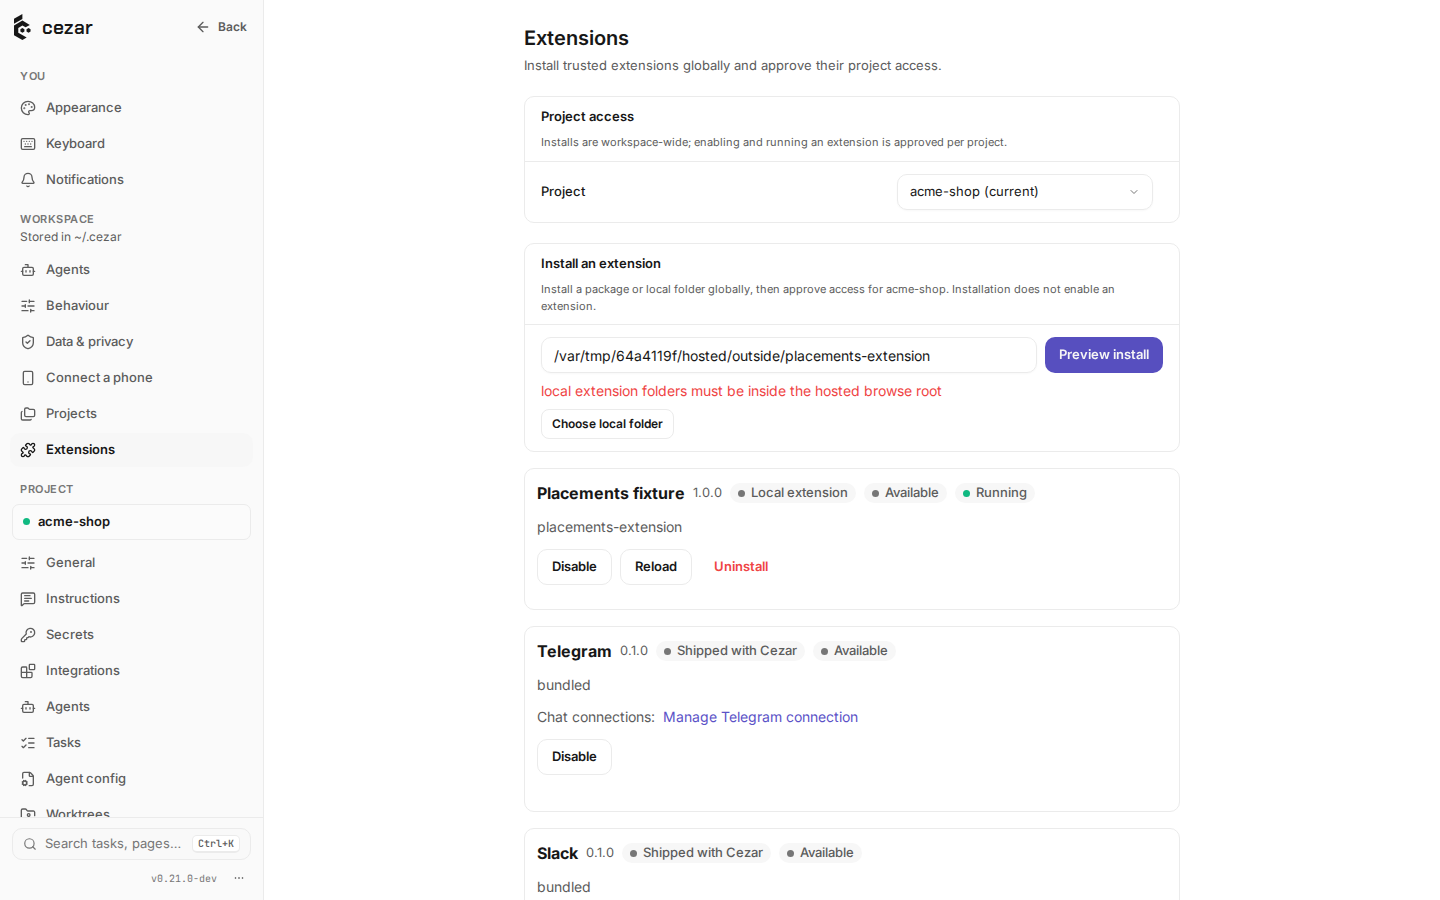 cezar
Back
YOU
Appearance
Keyboard
Notifications
WORKSPACE
Stored in ~/.cezar
Agents
Behaviour
Data & privacy
Connect a phone
Projects
Extensions
PROJECT
acme-shop
General
Instructions
Secrets
Integrations
Agents
Tasks
Agent config
Worktrees
Search tasks, pages... Ctrl+K
v0.21.0-dev ...
Extensions
Install trusted extensions globally and approve their project access.
Project access
Installs are workspace-wide; enabling and running an extension is approved per project.
Project acme-shop (current)
Install an extension
Install a package or local folder globally, then approve access for acme-shop. Installation does not enable an
extension.
/var/tmp/64a4119f/hosted/outside/placements-extension Preview install
local extension folders must be inside the hosted browse root
Choose local folder
Placements fixture 1.0.0 Local extension Available Running
placements-extension
Disable Reload Uninstall
Telegram 0.1.0 Shipped with Cezar Available
bundled
Chat connections: Manage Telegram connection
Disable
Slack 0.1.0 Shipped with Cezar Available
bundled